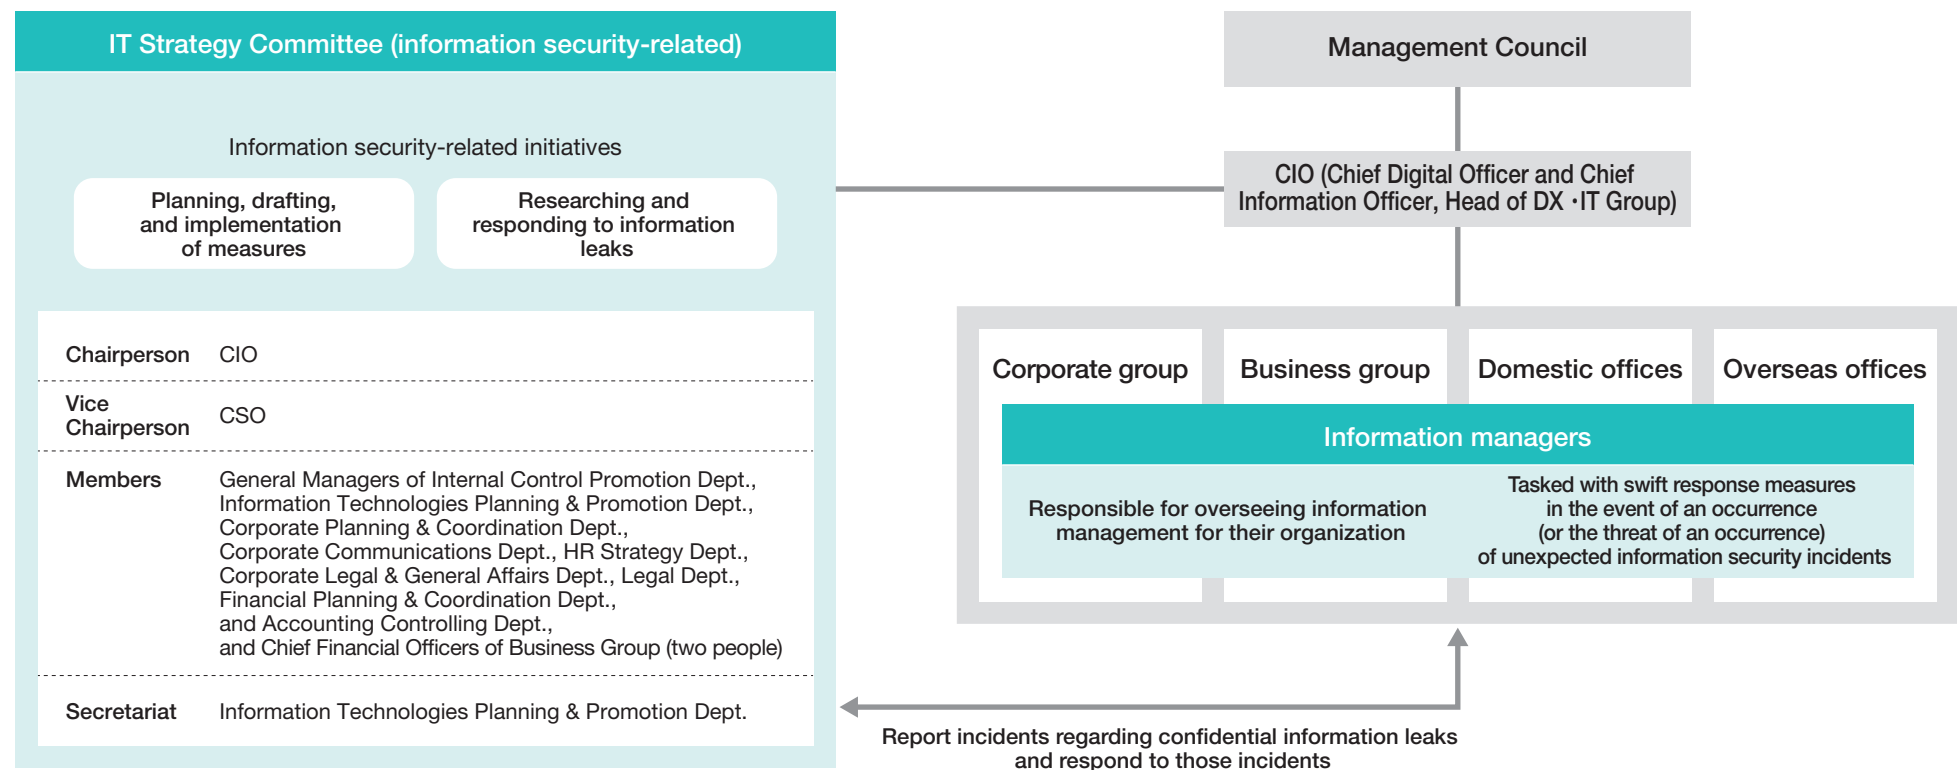 IT Strategy Committee (information security-related)
Information security-related initiatives
Planning, drafting,
and implementation
of measures
Researching and
responding to information
leaks
Chairperson CIO
Vice
Chairperson
CSO
Members General Managers of Internal Control Promotion Dept.,
Information Technologies Planning & Promotion Dept.,
Corporate Planning & Coordination Dept.,
Corporate Communications Dept., HR Strategy Dept.,
Corporate Legal & General Affairs Dept., Legal Dept.,
Financial Planning & Coordination Dept.,
and Accounting Controlling Dept.,
and Chief Financial Officers of Business Group (two people)
Secretariat Information Technologies Planning & Promotion Dept.
Management Council
CIO (Chief Digital Officer and Chief
Information Officer, Head of DX・IT Group)
Corporate group
Business group
Domestic offices
Overseas offices
Information managers
Responsible for overseeing information
management for their organization
Tasked with swift response measures
in the event of an occurrence
(or the threat of an occurrence)
of unexpected information security incidents
Report incidents regarding confidential information leaks
and respond to those incidents